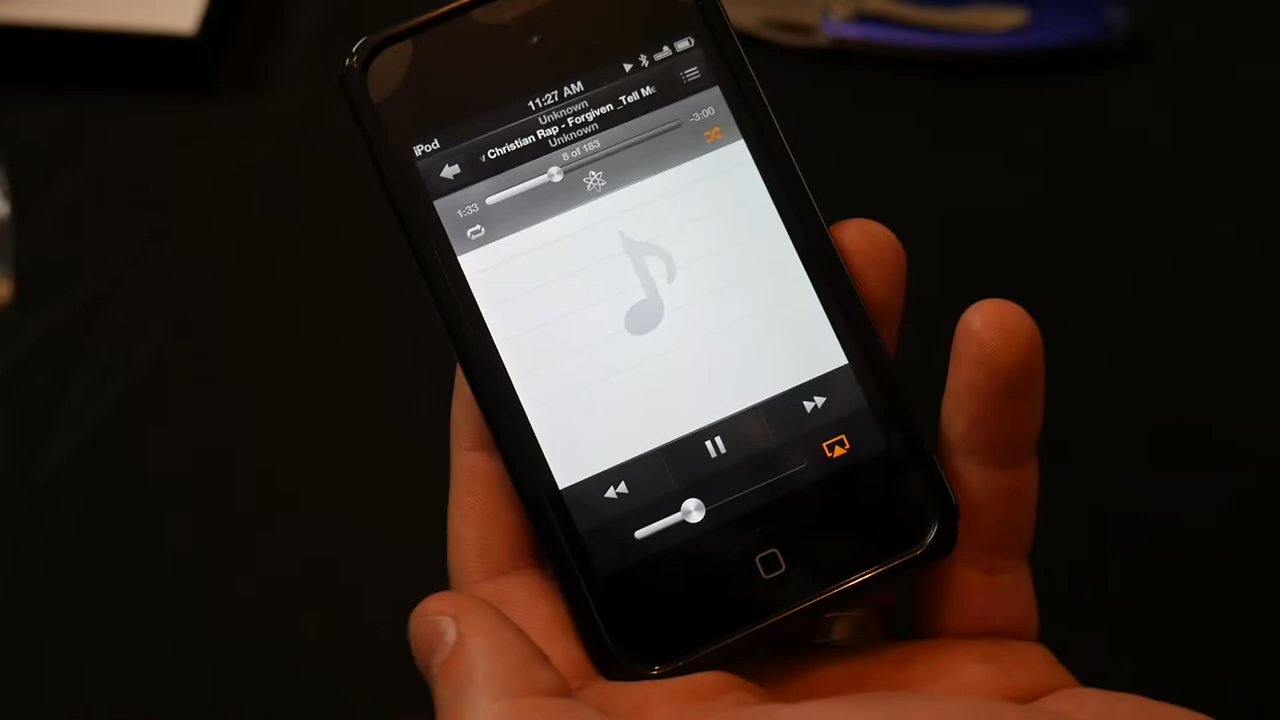 iPod
11:27 AM
Unknown
Christian Rap - Forgiven _Tell Me
Unknown
8 of 183
1:33
-3:00